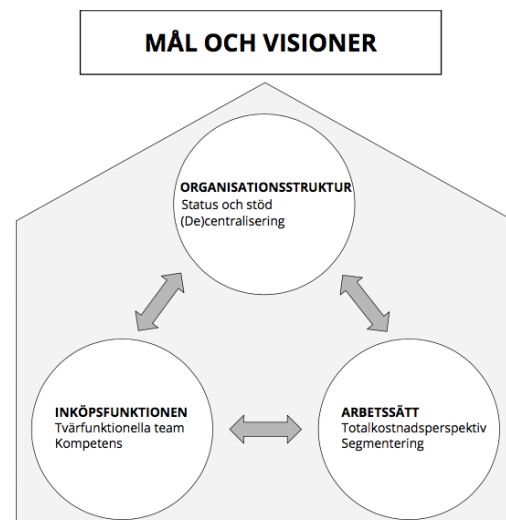 MÅL OCH VISIONER
ORGANISATIONSSTRUKTUR
Status och stöd
(De)centralisering
INKÖPSFUNKTIONEN
Tvärfunktionella team
Kompetens
ARBETSSÄTT
Totalkostnadsperspektiv
Segmentering